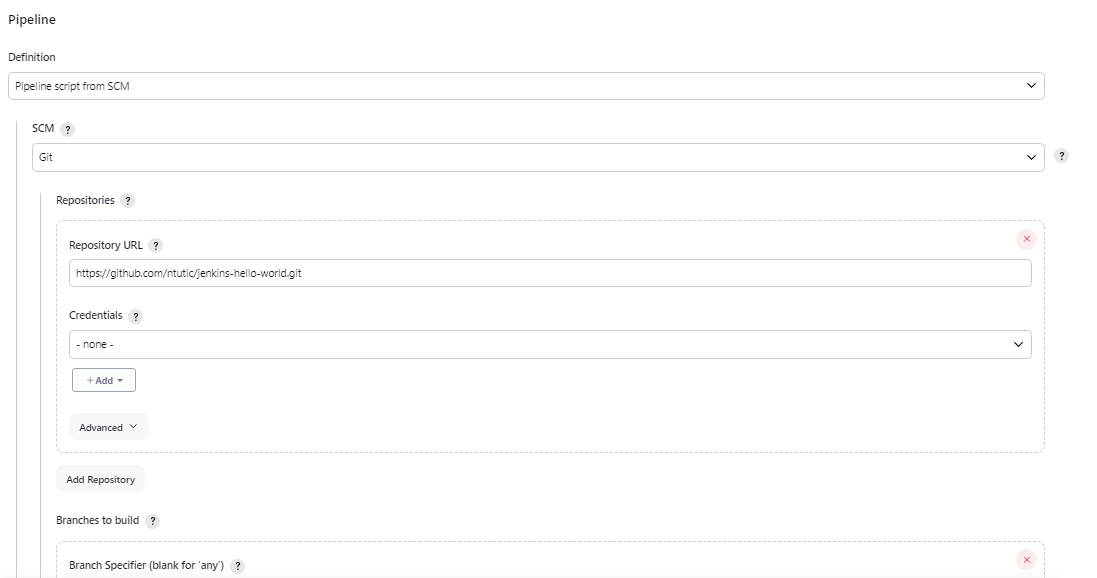 Pipeline
Definition
Pipeline script from SCM
SCM ?
Git
?
Repositories ?
Repository URL ?
https://github.com/ntutic/jenkins-hello-world.git
Credentials ?
- none -
+ Add
Advanced
Add Repository
Branches to build ?
Branch Specifier (blank for 'any') ?